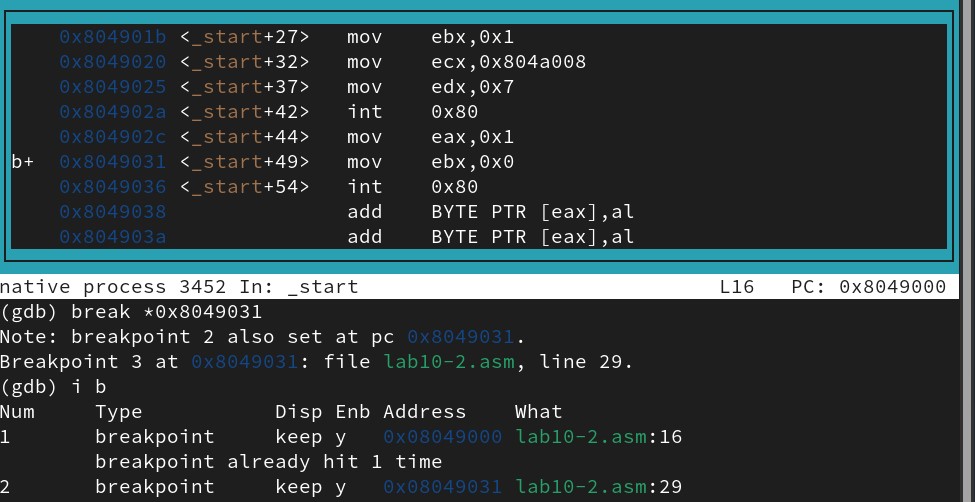 0x804901b <_start+27> mov ebx,0x1
0x8049020 <_start+32> mov ecx,0x804a008
0x8049025 <_start+37> mov edx,0x7
0x804902a <_start+42> int 0x80
0x804902c <_start+44> mov eax,0x1
b+ 0x8049031 <_start+49> mov ebx,0x0
0x8049036 <_start+54> int 0x80
0x8049038 add BYTE PTR [eax],al
0x804903a add BYTE PTR [eax],al
native process 3452 In: _start L16 PC: 0x8049000
(gdb) break *0x8049031
Note: breakpoint 2 also set at pc 0x8049031.
Breakpoint 3 at 0x8049031: file lab10-2.asm, line 29.
(gdb) i b
Num Type Disp Enb Address What
1 breakpoint keep y 0x08049000 lab10-2.asm:16
breakpoint already hit 1 time
2 breakpoint keep y 0x08049031 lab10-2.asm:29